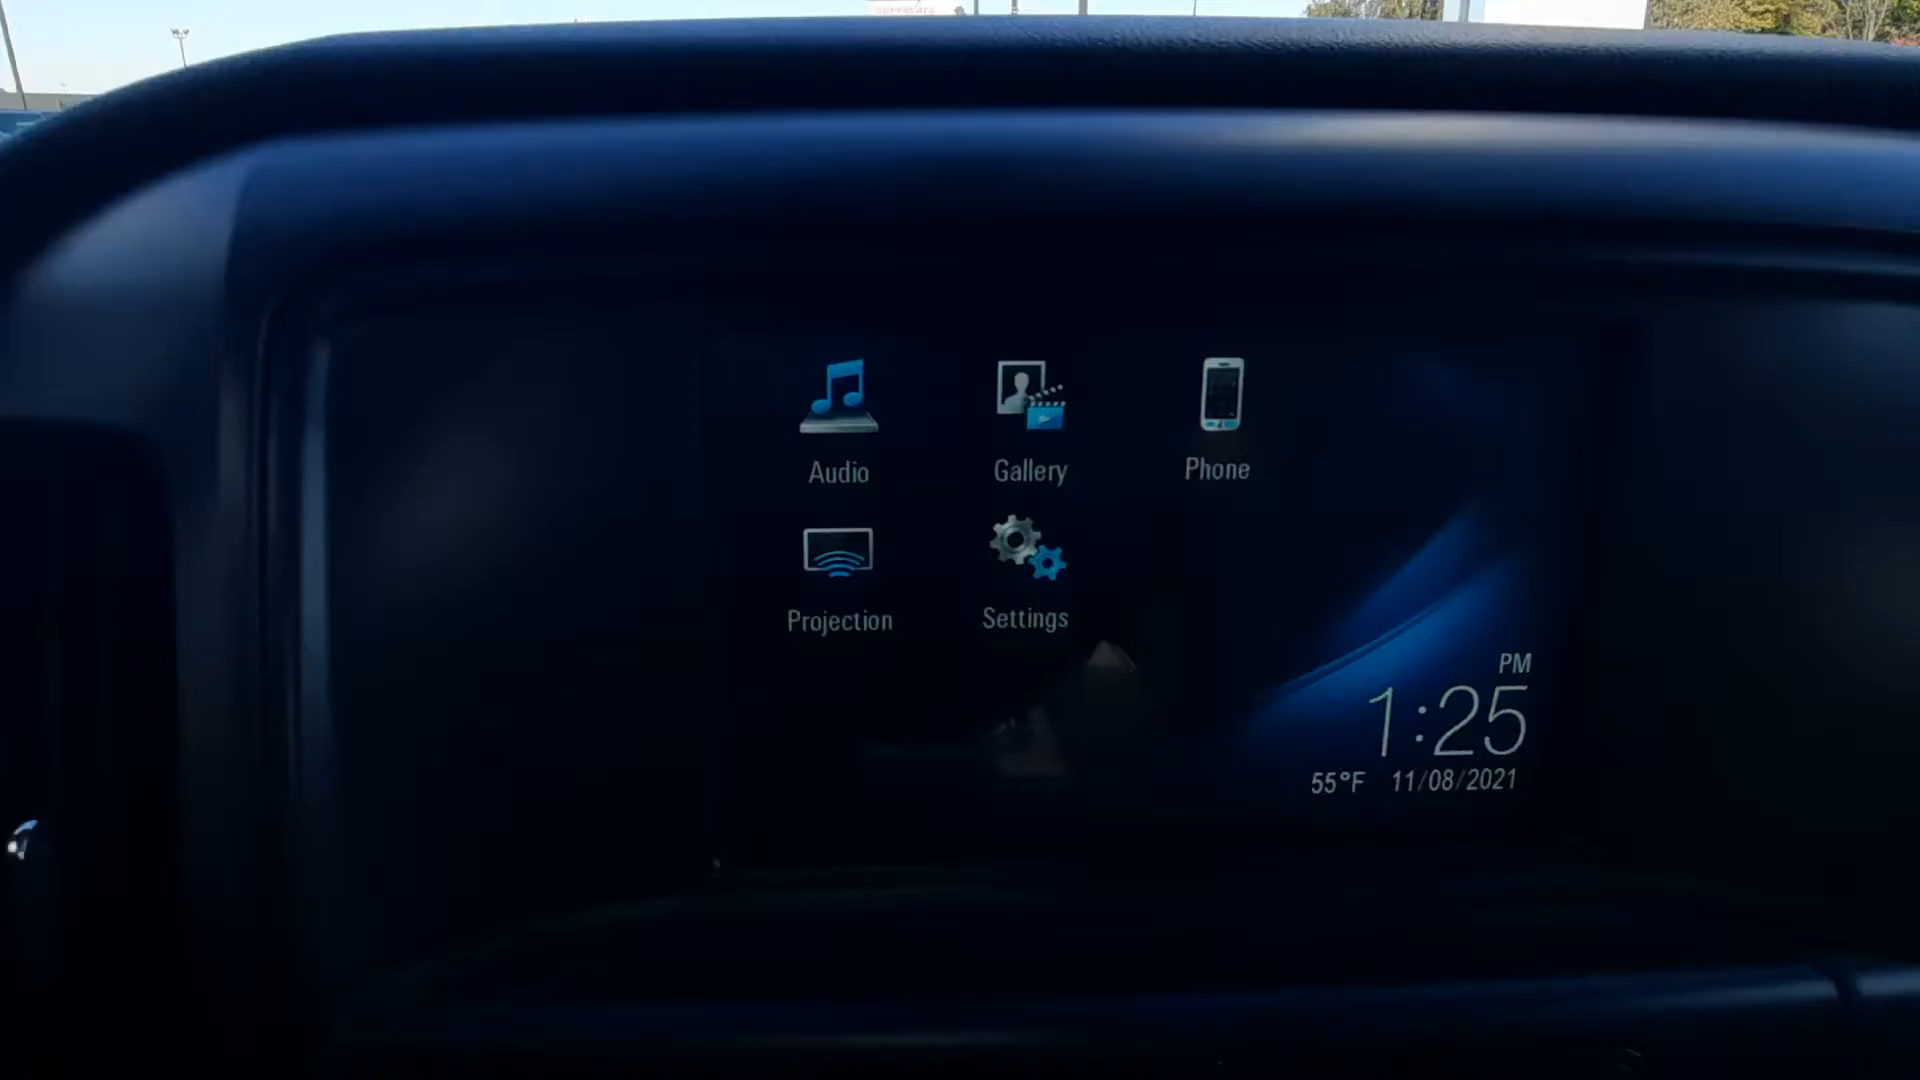 Audio
Gallery
Phone
Projection
Settings
PM
1:25
55°F 11/08/2021